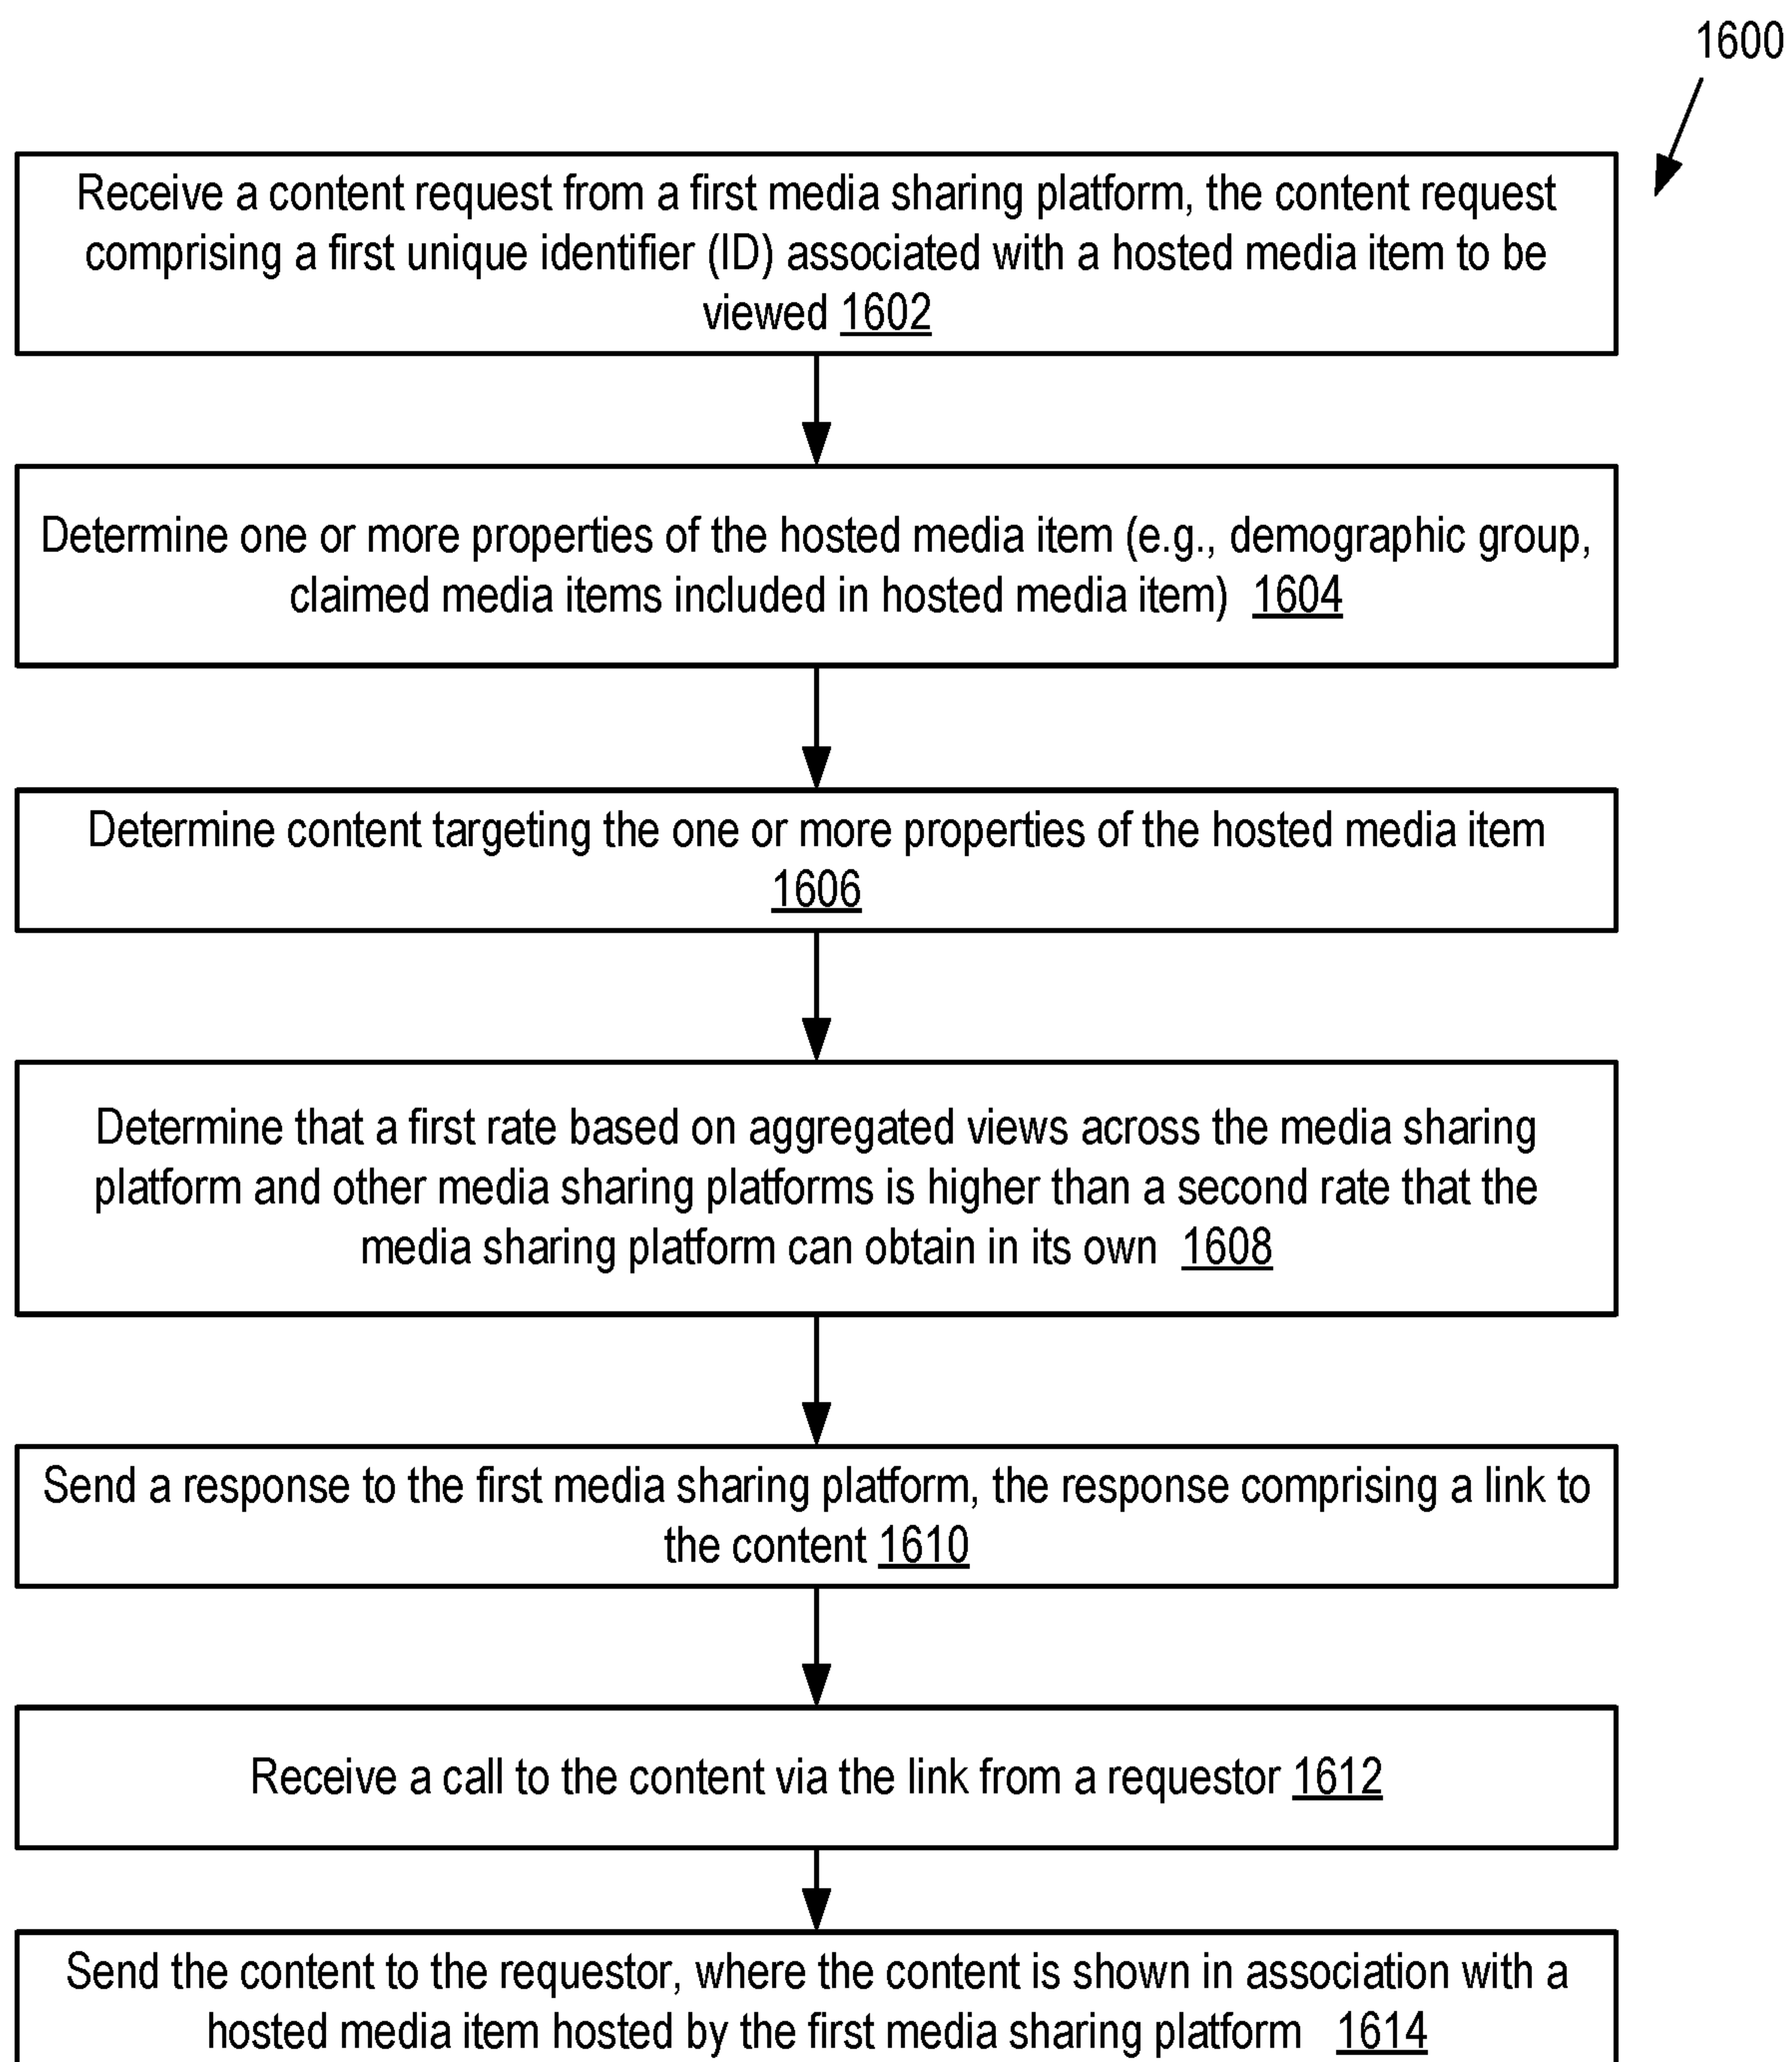 1600
Receive a content request from a first media sharing platform, the content request
comprising a first unique identifier (ID) associated with a hosted media item to be
viewed 1602
Determine one or more properties of the hosted media item (e.g., demographic group,
claimed media items included in hosted media item) 1604
Determine content targeting the one or more properties of the hosted media item
1606
Determine that a first rate based on aggregated views across the media sharing
platform and other media sharing platforms is higher than a second rate that the
media sharing platform can obtain in its own 1608
Send a response to the first media sharing platform, the response comprising a link to
the content 1610
Receive a call to the content via the link from a requestor 1612
Send the content to the requestor, where the content is shown in association with a
hosted media item hosted by the first media sharing platform 1614